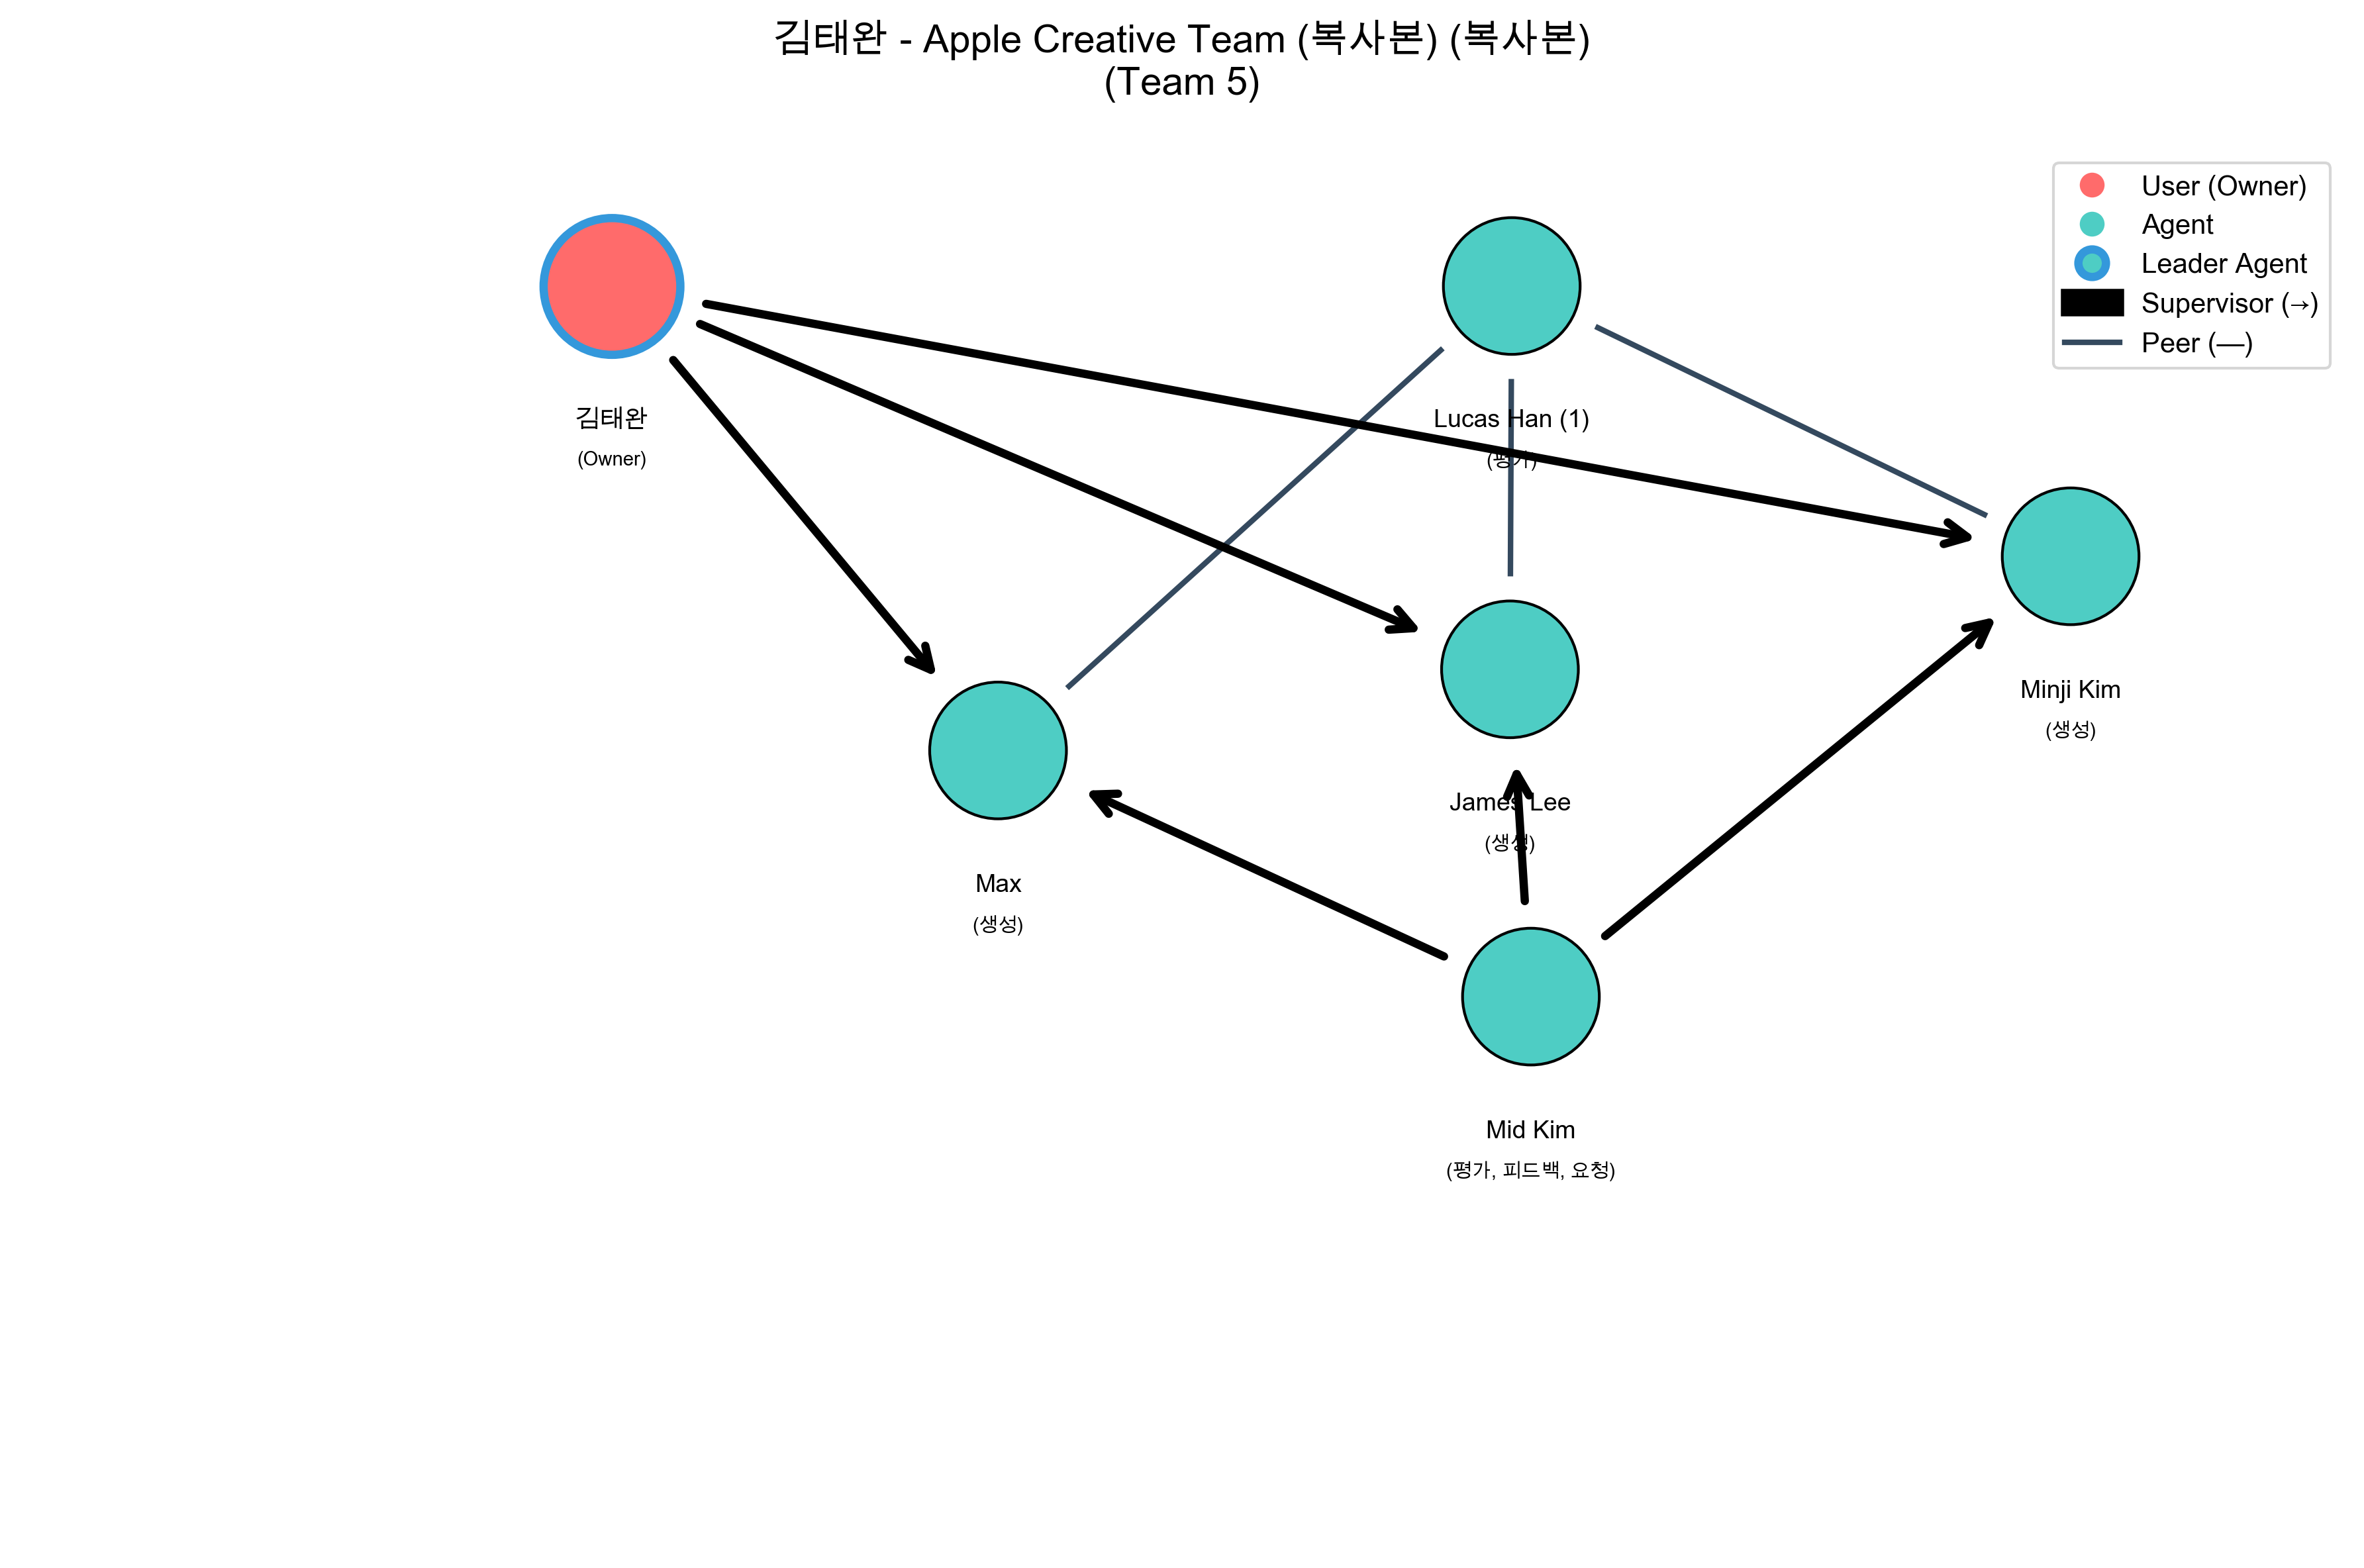 김태완 - Apple Creative Team (복사본) (복사본)
(Team 5)
User (Owner)
Agent
Leader Agent
Supervisor (→)
Peer (—)
김태완
(Owner)
Lucas Han (1)
(평가)
Minji Kim
(생성)
James Lee
(생성)
Max
(생성)
Mid Kim
(평가, 피드백, 요청)